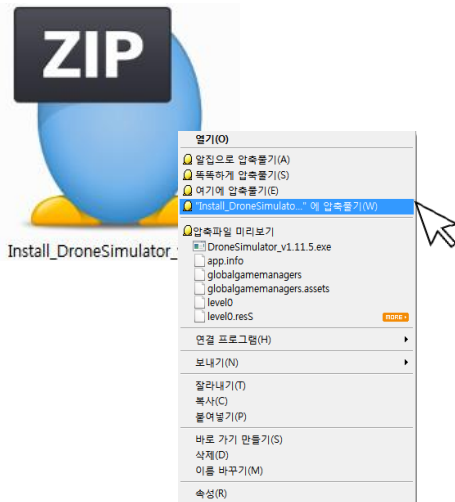 ZIP
Install_DroneSimulator_
열기(O)
알집으로 압축풀기(A)
똑똑하게 압축풀기(S)
여기에 압축풀기(E)
"Install_DroneSimulato..." 에 압축풀기(W)
압축파일 미리보기
DroneSimulator_v1.11.5.exe
app.info
globalgamemanagers
globalgamemanagers.assets
level0
level0.resS
MORE
연결 프로그램(H)
보내기(N)
잘라내기(T)
복사(C)
붙여넣기(P)
바로 가기 만들기(S)
삭제(D)
이름 바꾸기(M)
속성(R)